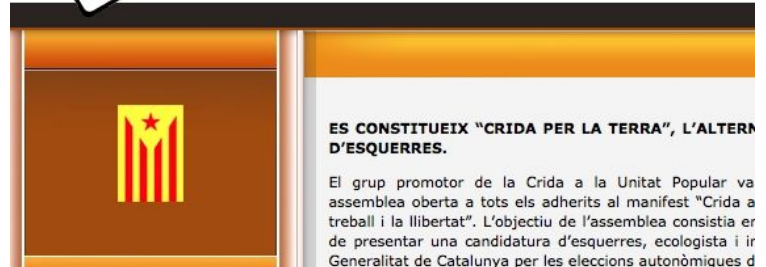 ES CONSTITUEIX “CRIDA PER LA TERRA”, L’ALTERN
D’ESQUERRES.
El grup promotor de la Crida a la Unitat Popular va
assemblea oberta a tots els adherits al manifest “Crida a
treball i la llibertat”. L’objectiu de l’assemblea consistia en
de presentar una candidatura d’esquerres, ecologista i in
Generalitat de Catalunya per les eleccions autonòmiques d